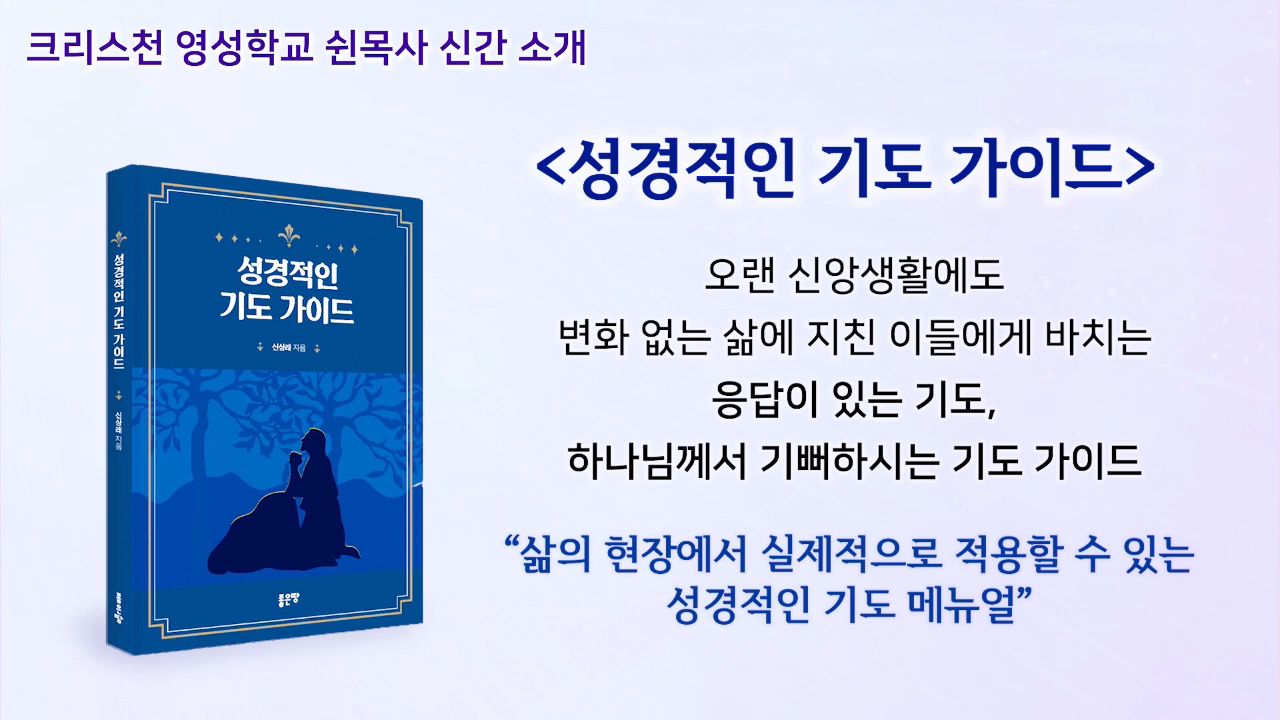 크리스천 영성학교 쉰목사 신간 소개
<성경적인 기도 가이드>
오랜 신앙생활에도
변화 없는 삶에 지친 이들에게 바치는
응답이 있는 기도,
하나님께서 기뻐하시는 기도 가이드
“삶의 현장에서 실제적으로 적용할 수 있는
성경적인 기도 메뉴얼”
성경적인
기도 가이드
신상래 지음
좋은땅
성경적인 기도 가이드
신상래 지음
좋은땅